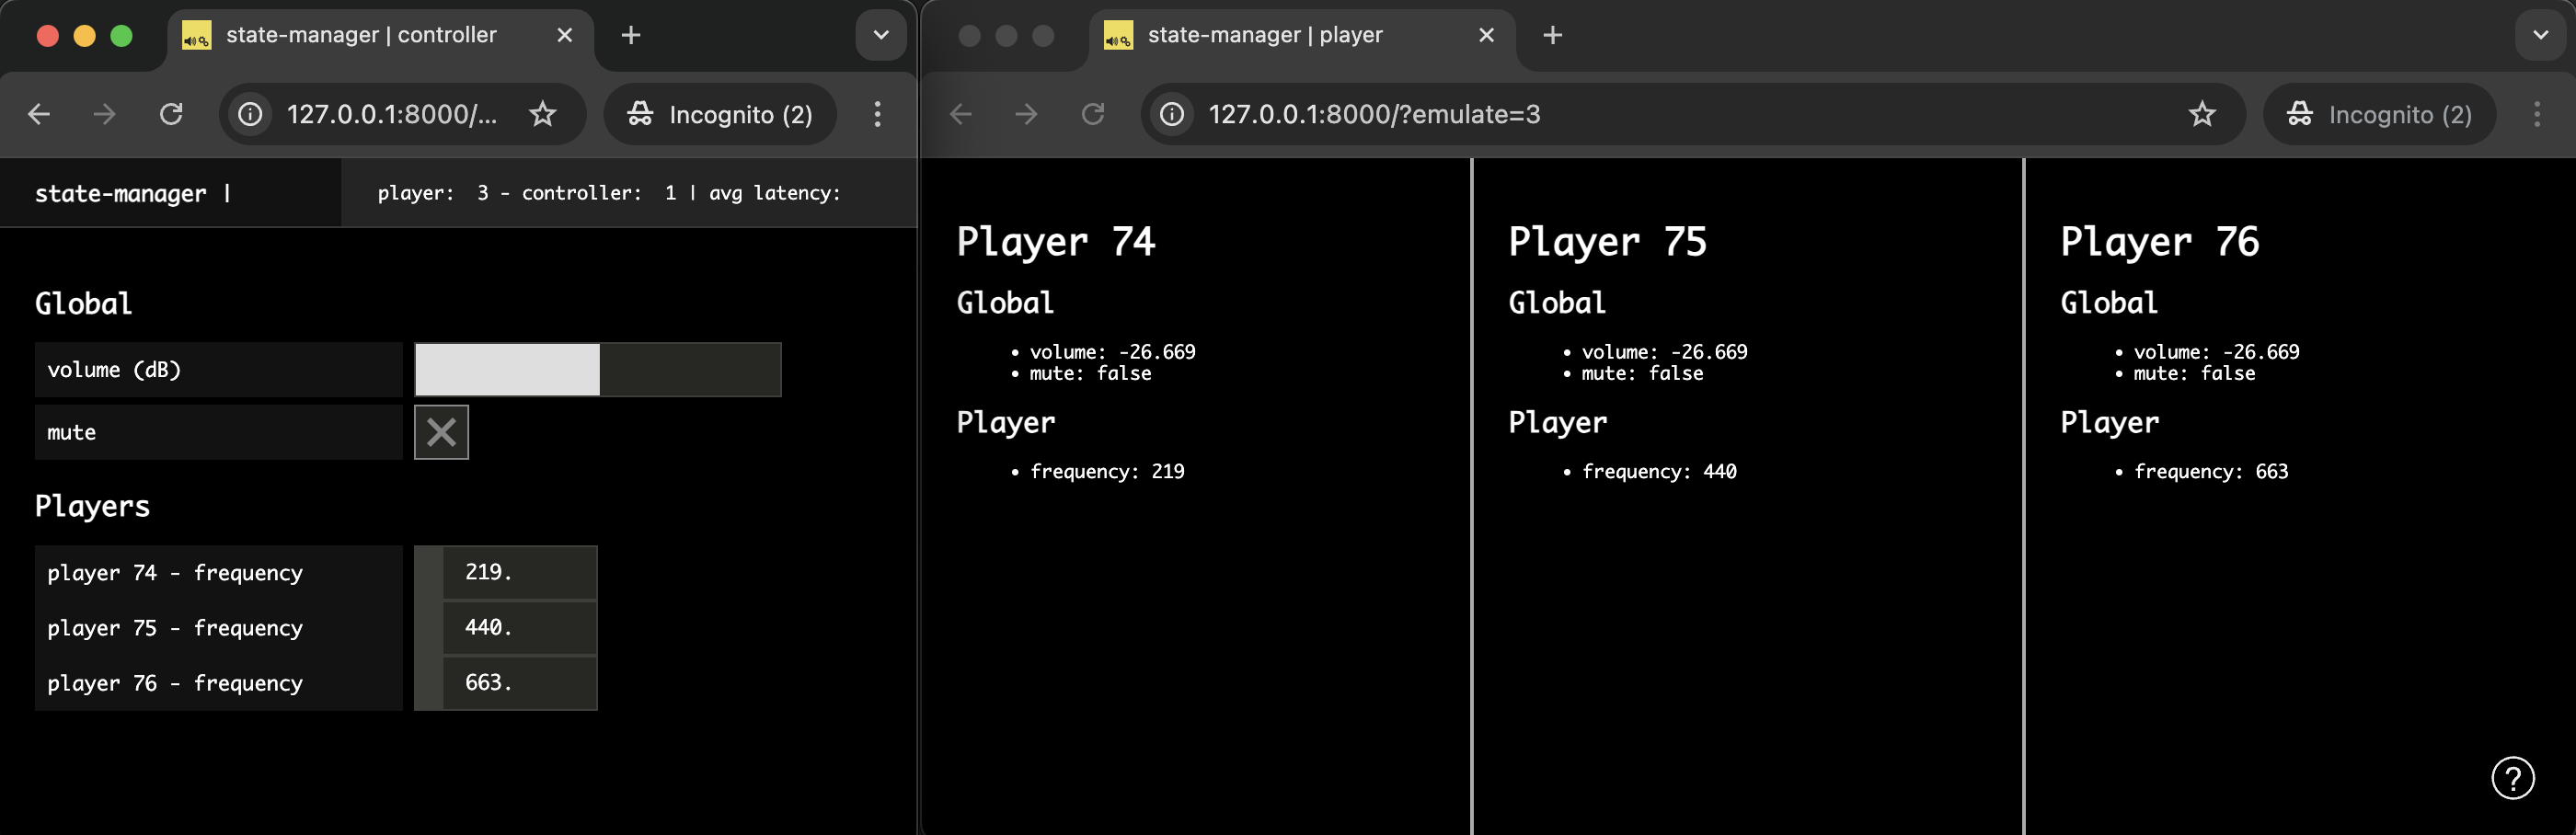 state-manager | controller
127.0.0.1:8000/...
Incognito (2)
state-manager |
player: 3 - controller: 1 | avg latency:
Global
volume (dB)
mute
Players
player 74 - frequency
219.
player 75 - frequency
440.
player 76 - frequency
663.
state-manager | player
127.0.0.1:8000/?emulate=3
Incognito (2)
Player 74
Global
• volume: -26.669
• mute: false
Player
• frequency: 219
Player 75
Global
• volume: -26.669
• mute: false
Player
• frequency: 440
Player 76
Global
• volume: -26.669
• mute: false
Player
• frequency: 663
?